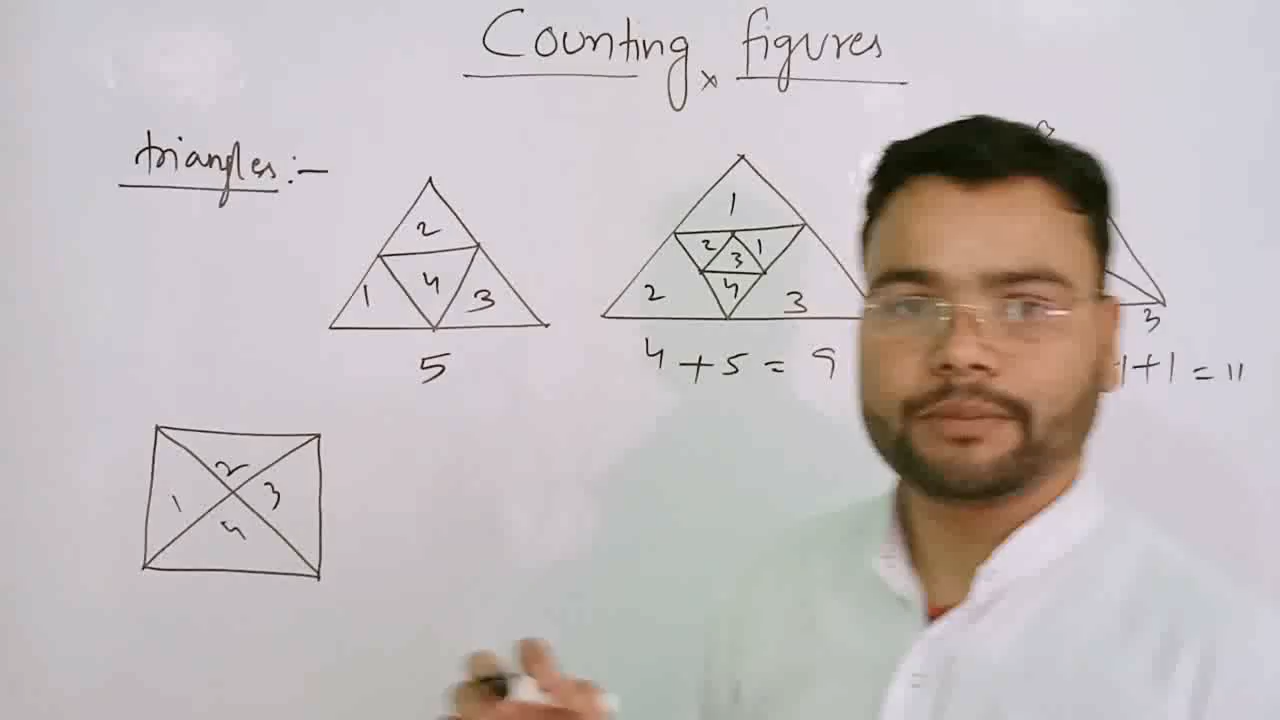 Counting figures
triangles:-
2
1 4 3
5
1
2 1
3
4
2 3
4 + 5 = 9
3
1 + 1 = 11
2
1 3
4